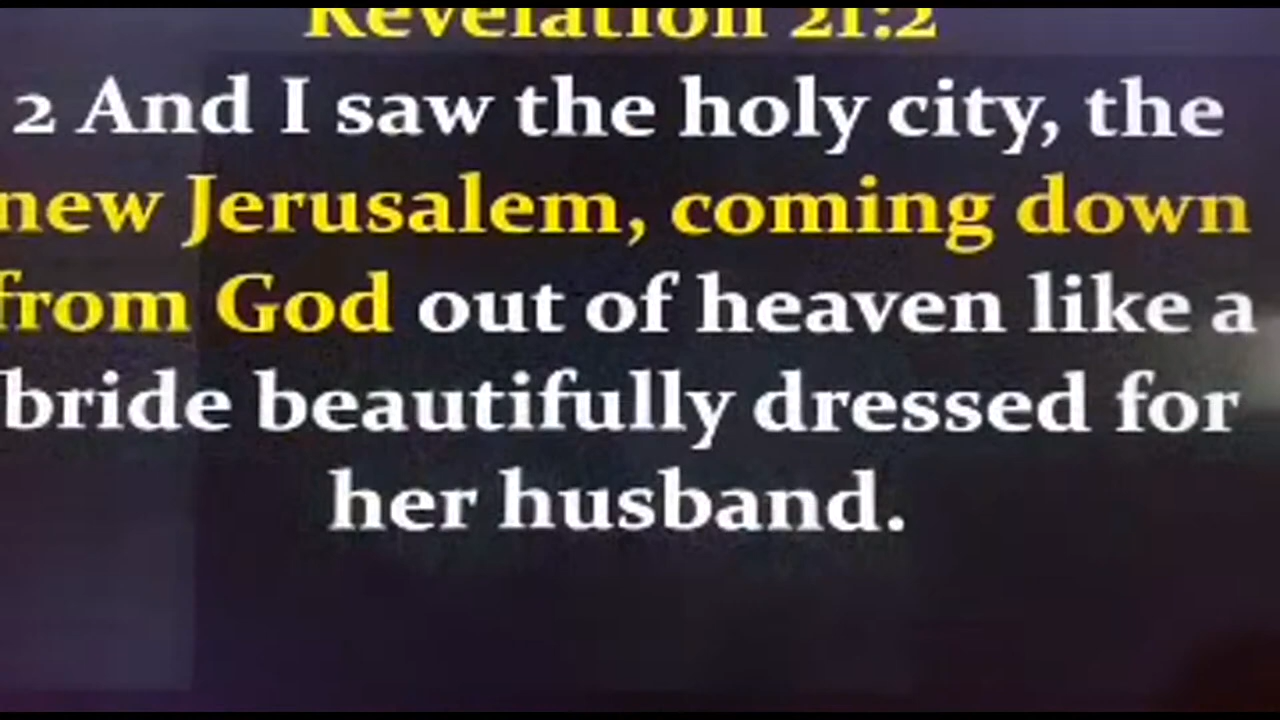 Revelation 21:2
2 And I saw the holy city, the
new Jerusalem, coming down
from God out of heaven like a
bride beautifully dressed for
her husband.